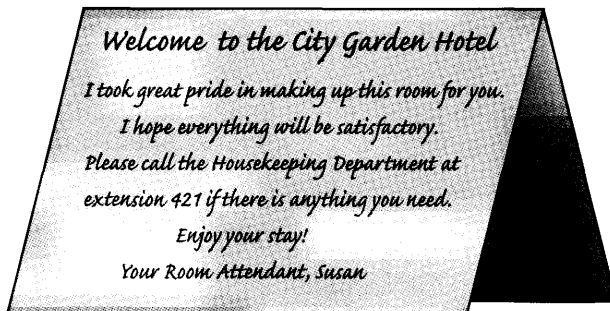 Welcome to the City Garden Hotel
I took great pride in making up this room for you.
I hope everything will be satisfactory.
Please call the Housekeeping Department at
extension 421 if there is anything you need.
Enjoy your stay!
Your Room Attendant, Susan